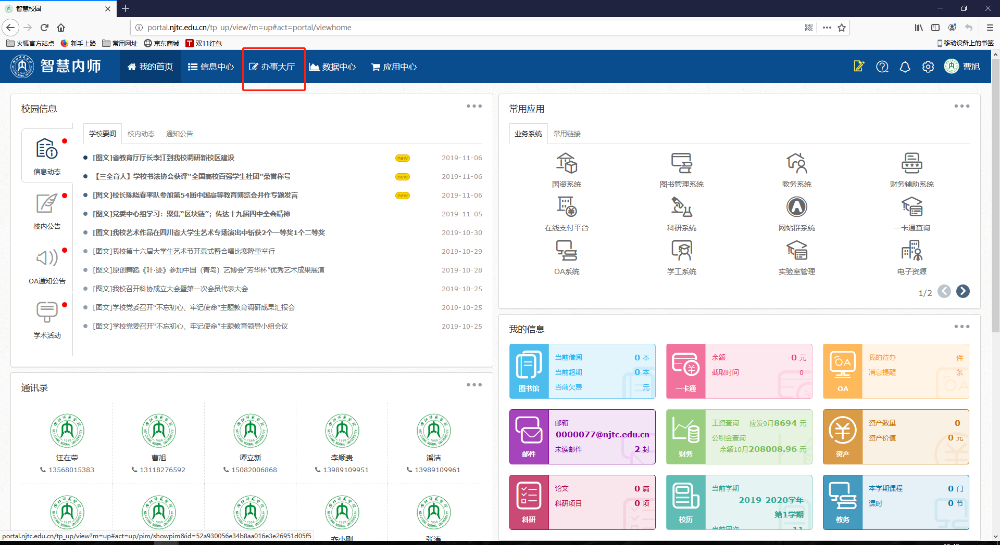 智慧校园
portal.njtc.edu.cn/tp_up/view?m=up#act=portal/viewhome
火狐官方站点 新手上路 常用网址 京东商城 双11红包 移动设备上的书签
智慧内师 我的首页 信息中心 办事大厅 数据中心 应用中心 曹旭
校园信息
学校要闻 校内动态 通知公告
信息动态
校内公告
OA通知公告
学术活动
[图文]省教育厅厅长李江到我校调研新校区建设 new 2019-11-06
【三全育人】学校书法协会获评“全国高校百强学生社团”荣誉称号 new 2019-11-06
[图文]校长陈晓春率队参加第54届中国高等教育博览会并作专题发言 new 2019-11-06
[图文]党委中心组学习：聚焦“区块链”；传达十九届四中全会精神 2019-11-05
[图文]我校艺术作品在四川省大学生艺术专场演出中斩获2个一等奖1个二等奖 2019-10-30
[图文]我校第十六届大学生艺术节开幕式暨合唱比赛隆重举行 2019-10-29
[图文]原创舞蹈《叶·迹》参加中国（青岛）艺博会“芳华杯”优秀艺术成果展演 2019-10-28
[图文]我校召开科协成立大会暨第一次会员代表大会 2019-10-25
[图文]学校党委召开“不忘初心、牢记使命”主题教育调研成果汇报会 2019-10-25
[图文]学校党委召开“不忘初心、牢记使命”主题教育领导小组会议 2019-10-25
常用应用
业务系统 常用链接
国资系统 图书管理系统 教务系统 财务辅助系统
在线支付平台 科研系统 网站群系统 一卡通查询
OA系统 学工系统 实验室管理 电子资源
1/2
通讯录
汪在荣 曹旭 谭立新 李顺贵 潘洁
13568015383 13118276592 15082006868 13989109951 13989109961
齐小刚 张涛
我的信息
图书馆
当前借阅 0 本
当前超期 0 本
当前欠费 元
一卡通
余额 0 元
截取时间 0
OA
我的待办 件
消息提醒 条
邮件
邮箱
0000077@njtc.edu.cn
未读邮件 2 封
财务
工资查询 应发9月8694 元
公积金查询
余额10月208008.96 元
资产
资产数量 0
资产价值 0 元
科研
论文 0 篇
科研项目 0 项
校历
当前学期
2019-2020学年
第1学期
当前周次 11
教务
本学期课程 0 门
课时 0 节
portal.njtc.edu.cn/tp_up/view?m=up#act=up/pim/showpim&id=52a930056e34b8aa016e3e26951d05f5